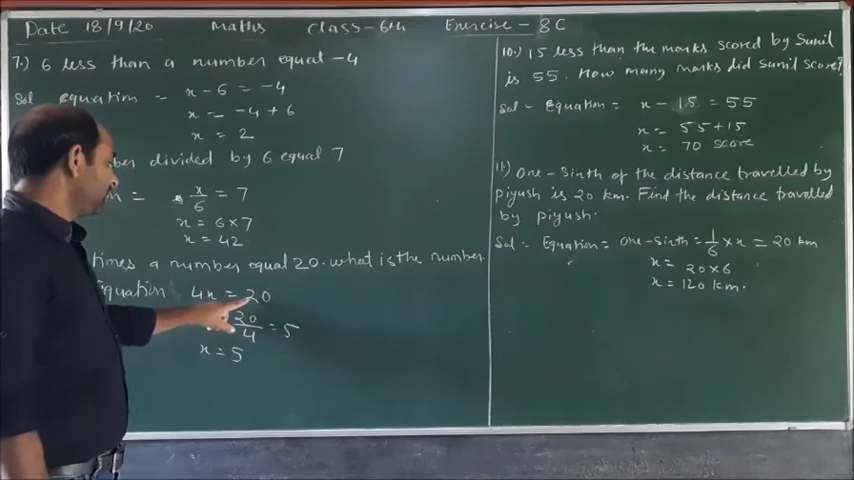 Date 18/9/20 Maths Class-6th Exercise-8C
7.) 6 less than a number equal -4
Sol equation = x-6 = -4
x = -4+6
x = 2
divided by 6 equal 7
= x/6 = 7
x = 6×7
x = 42
times a number equal 20. what is the number.
Equation 4x = 20
20/4 = 5
x = 5
10.) 15 less than the marks scored by Sunil
is 55. How many marks did Sunil score?
Sol = Equation = x - 15 = 55
x = 55+15
x = 70 score
11.) One-Sinth of the distance travelled by
Piyush is 20 km. Find the distance travelled
by piyush.
Sol = Equation = One-Sinth = 1/6 × x = 20 km
x =
20×6
x = 120 km.